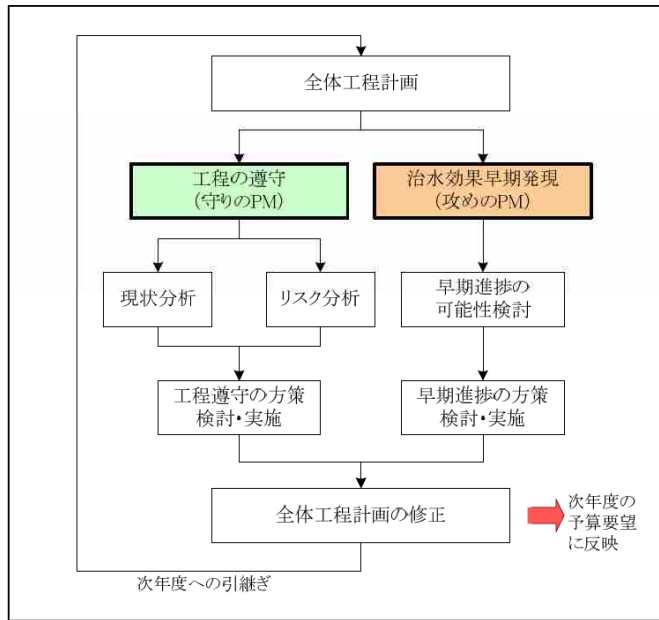 全体工程計画
工程の遵守
(守りのPM)
治水効果早期発現
(攻めのPM)
現状分析
リスク分析
早期進捗の
可能性検討
工程遵守の方策
検討・実施
早期進捗の方策
検討・実施
全体工程計画の修正
次年度の
予算要望
に反映
次年度への引継ぎ